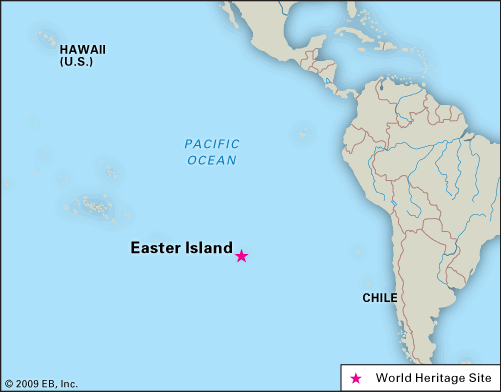 HAWAII
(U.S.)
PACIFIC
OCEAN
Easter Island
CHILE
© 2009 EB, Inc.
World Heritage Site